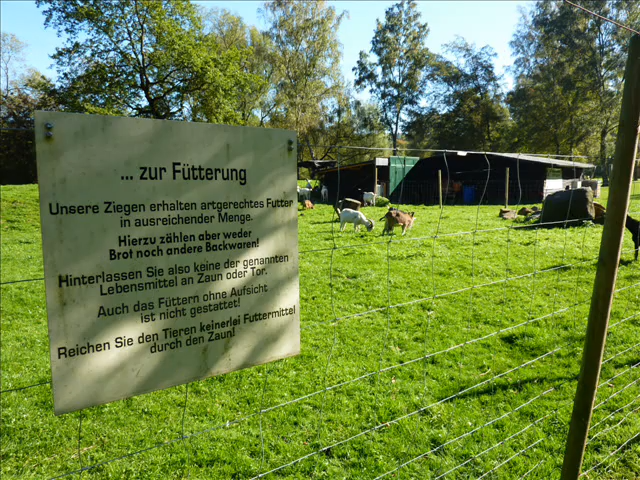 ... zur Fütterung
Unsere Ziegen erhalten artgerechtes Futter
in ausreichender Menge.
Hierzu zählen aber weder
Brot noch andere Backwaren!
Hinterlassen Sie also keine der genannten
Lebensmittel an Zaun oder Tor.
Auch das Füttern ohne Aufsicht
ist nicht gestattet!
Reichen Sie den Tieren keinerlei Futtermittel
durch den Zaun!